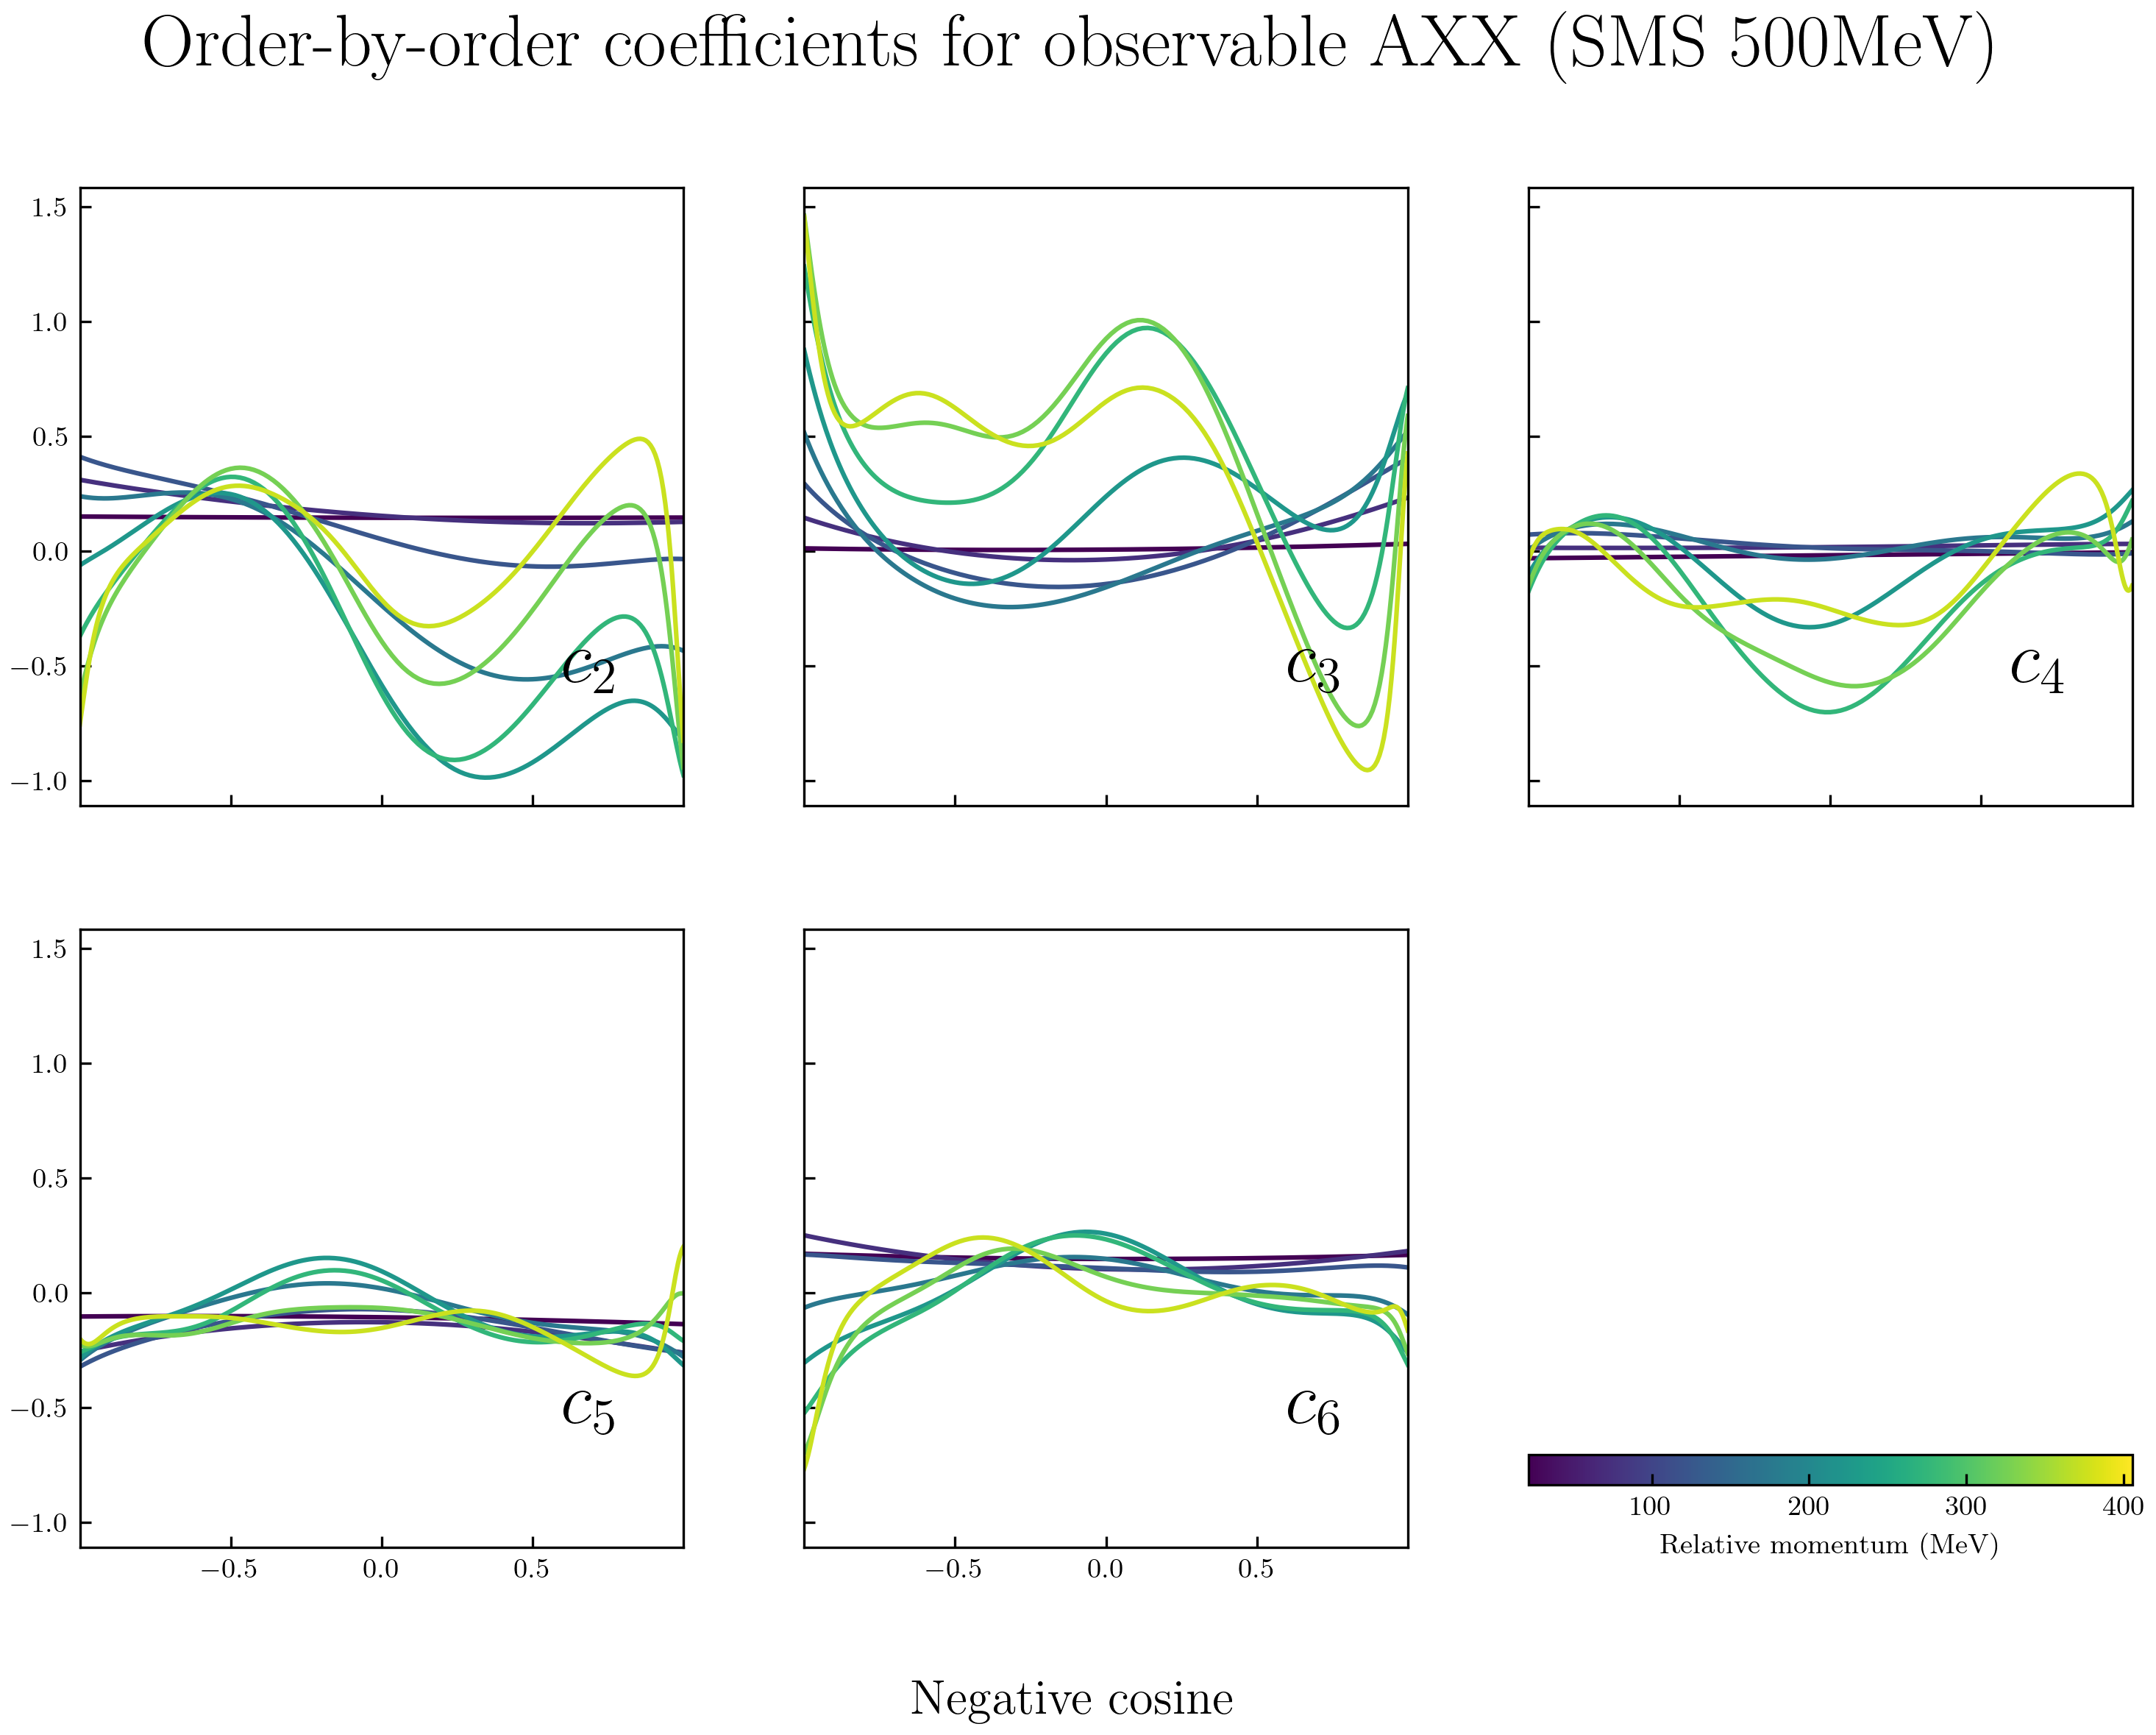 Order-by-order coefficients for observable AXX (SMS 500MeV)
1.5
1.0
0.5
0.0
−0.5
−1.0
c2
c3
c4
1.5
1.0
0.5
0.0
−0.5
−1.0
c5
c6
−0.5 0.0 0.5
−0.5 0.0 0.5
100 200 300 400
Relative momentum (MeV)
Negative cosine